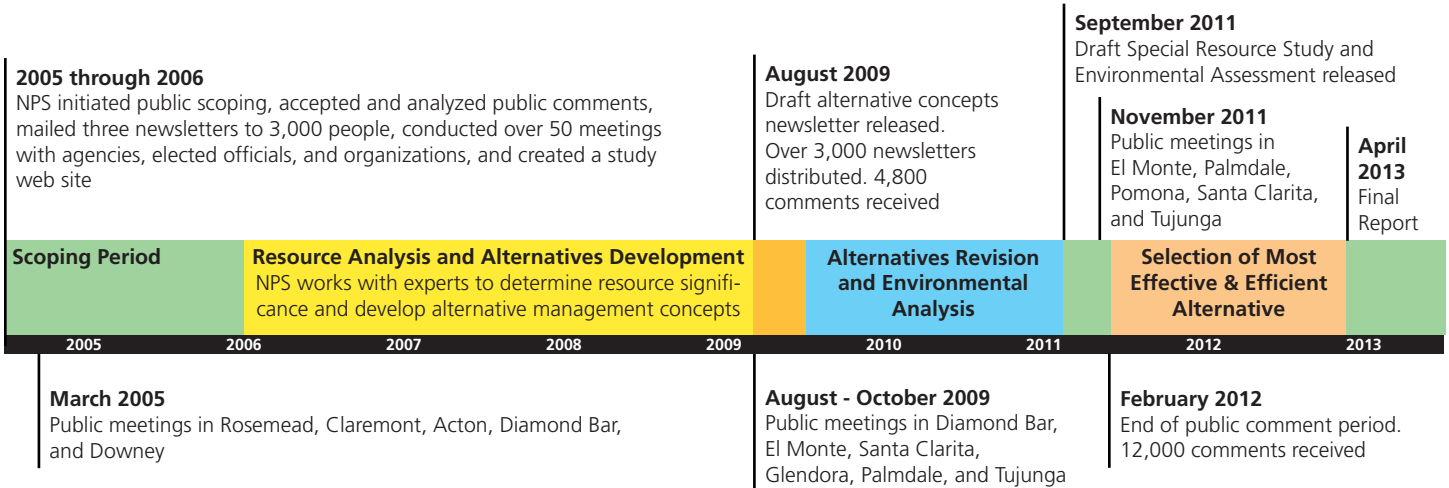 2005 through 2006
NPS initiated public scoping, accepted and analyzed public comments,
mailed three newsletters to 3,000 people, conducted over 50 meetings
with agencies, elected officials, and organizations, and created a study
web site
August 2009
Draft alternative concepts
newsletter released.
Over 3,000 newsletters
distributed. 4,800
comments received
September 2011
Draft Special Resource Study and
Environmental Assessment released
November 2011
Public meetings in
El Monte, Palmdale,
Pomona, Santa Clarita,
and Tujunga
April
2013
Final
Report
Scoping Period
Resource Analysis and Alternatives Development
NPS works with experts to determine resource signifi-
cance and develop alternative management concepts
Alternatives Revision
and Environmental
Analysis
Selection of Most
Effective & Efficient
Alternative
2005 2006 2007 2008 2009 2010 2011 2012 2013
March 2005
Public meetings in Rosemead, Claremont, Acton, Diamond Bar,
and Downey
August - October 2009
Public meetings in Diamond Bar,
El Monte, Santa Clarita,
Glendora, Palmdale, and Tujunga
February 2012
End of public comment period.
12,000 comments received